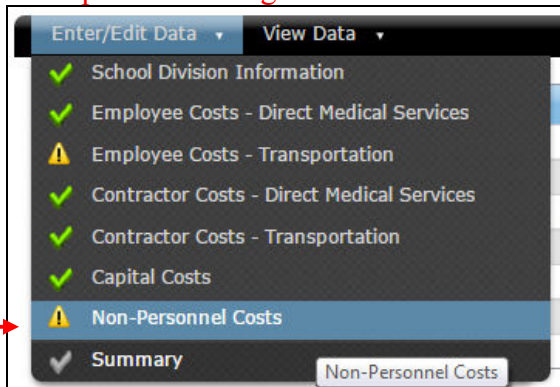 Enter/Edit Data
View Data
School Division Information
Employee Costs - Direct Medical Services
Employee Costs - Transportation
Contractor Costs - Direct Medical Services
Contractor Costs - Transportation
Capital Costs
Non-Personnel Costs
Summary
Non-Personnel Costs